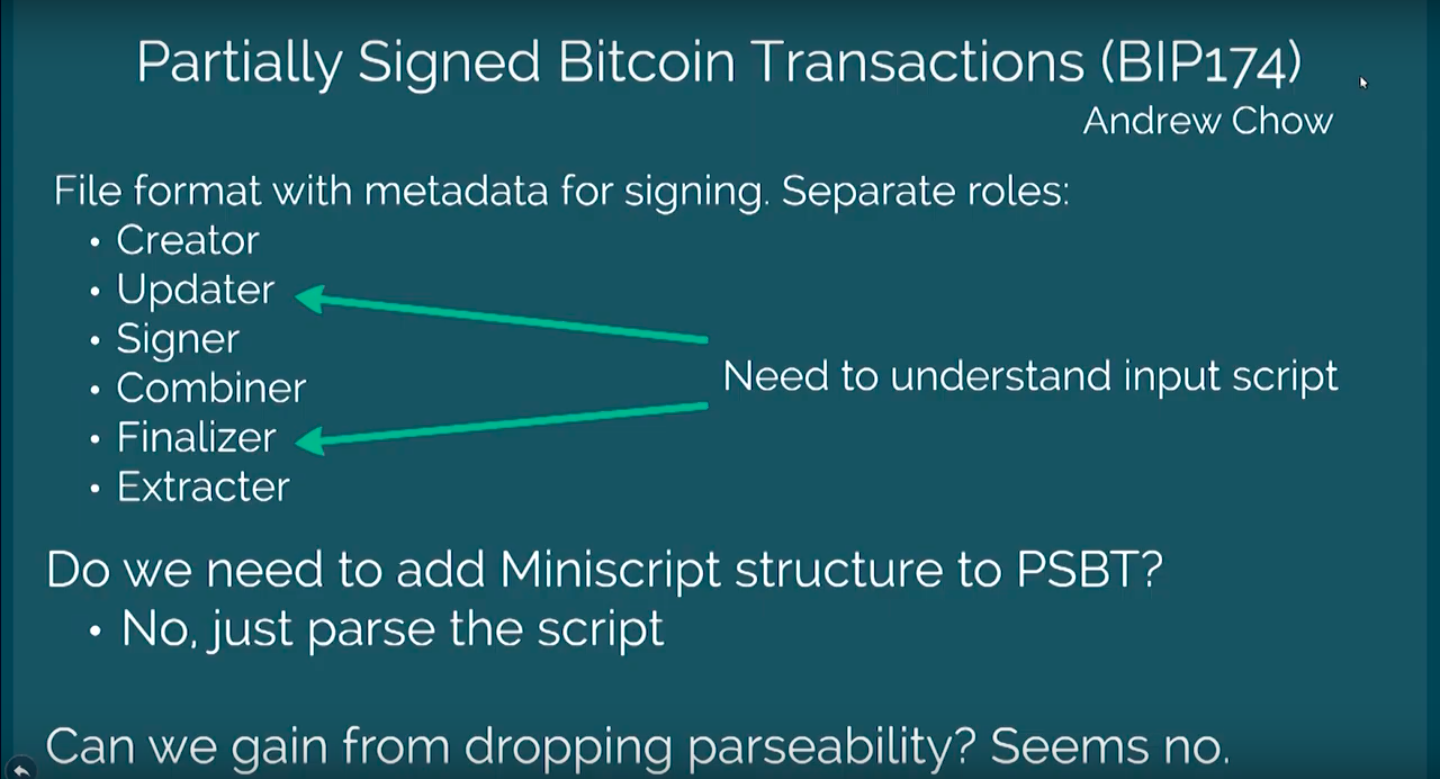 Partially Signed Bitcoin Transactions (BIP174)
Andrew Chow
File format with metadata for signing. Separate roles:
• Creator
• Updater
• Signer
• Combiner
• Finalizer
• Extracter
Need to understand input script
Do we need to add Miniscript structure to PSBT?
• No, just parse the script
Can we gain from dropping parseability? Seems no.